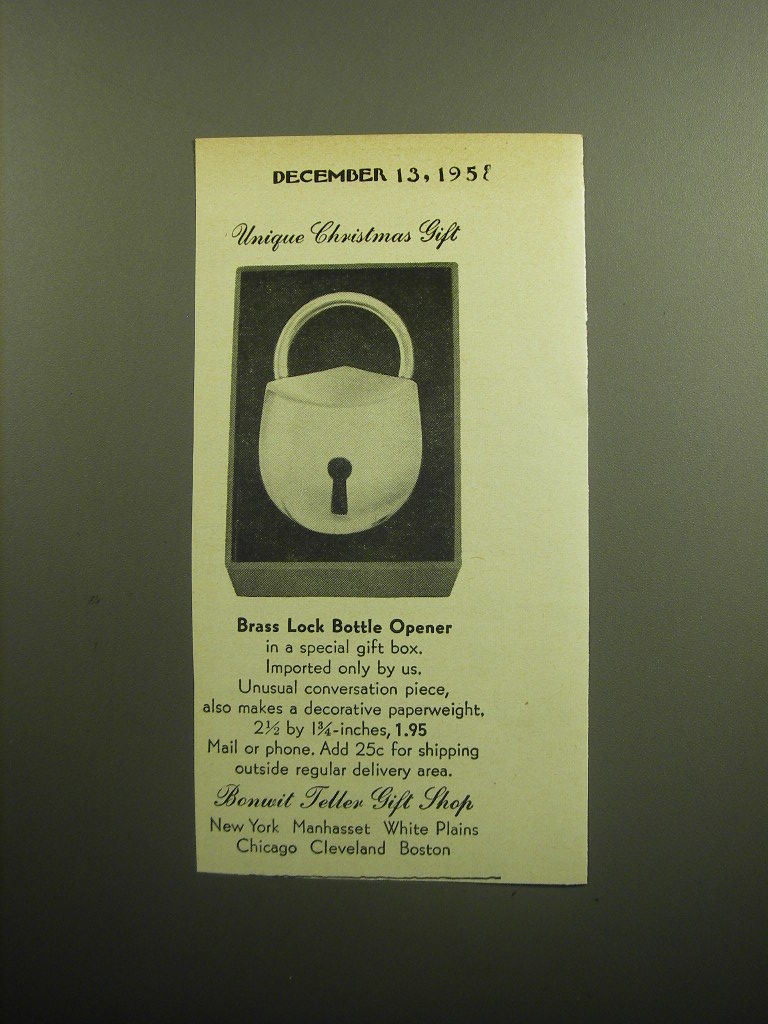 DECEMBER 13, 1958
Unique Christmas Gift
Brass Lock Bottle Opener
in a special gift box.
Imported only by us.
Unusual conversation piece,
also makes a decorative paperweight.
2½ by 1¾-inches, 1.95
Mail or phone. Add 25c for shipping
outside regular delivery area.
Bonwit Teller Gift Shop
New York Manhasset White Plains
Chicago Cleveland Boston